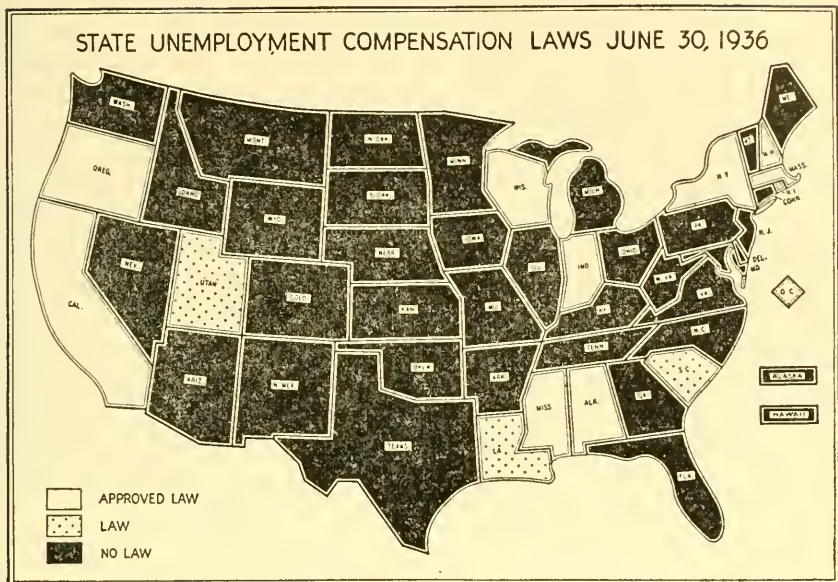 STATE UNEMPLOYMENT COMPENSATION LAWS JUNE 30, 1936
WASH.
MONT.
N.DAK.
MINN.
ME.
VT.
N.H.
OREG.
IDAHO
WYO.
S.DAK.
WIS.
MICH.
N.Y.
MASS.
R.I.
CONN.
NEV.
UTAH
COLO.
NEBR.
IOWA
ILL.
IND.
OHIO
PA.
N.J.
DEL.
MD.
W.VA.
VA.
D.C.
CAL.
KAN.
MO.
KY.
ARIZ.
N.MEX.
OKLA.
ARK.
TENN.
N.C.
S.C.
ALASKA
HAWAII
TEXAS
LA.
MISS.
ALA.
GA.
FLA.
APPROVED LAW
LAW
NO LAW